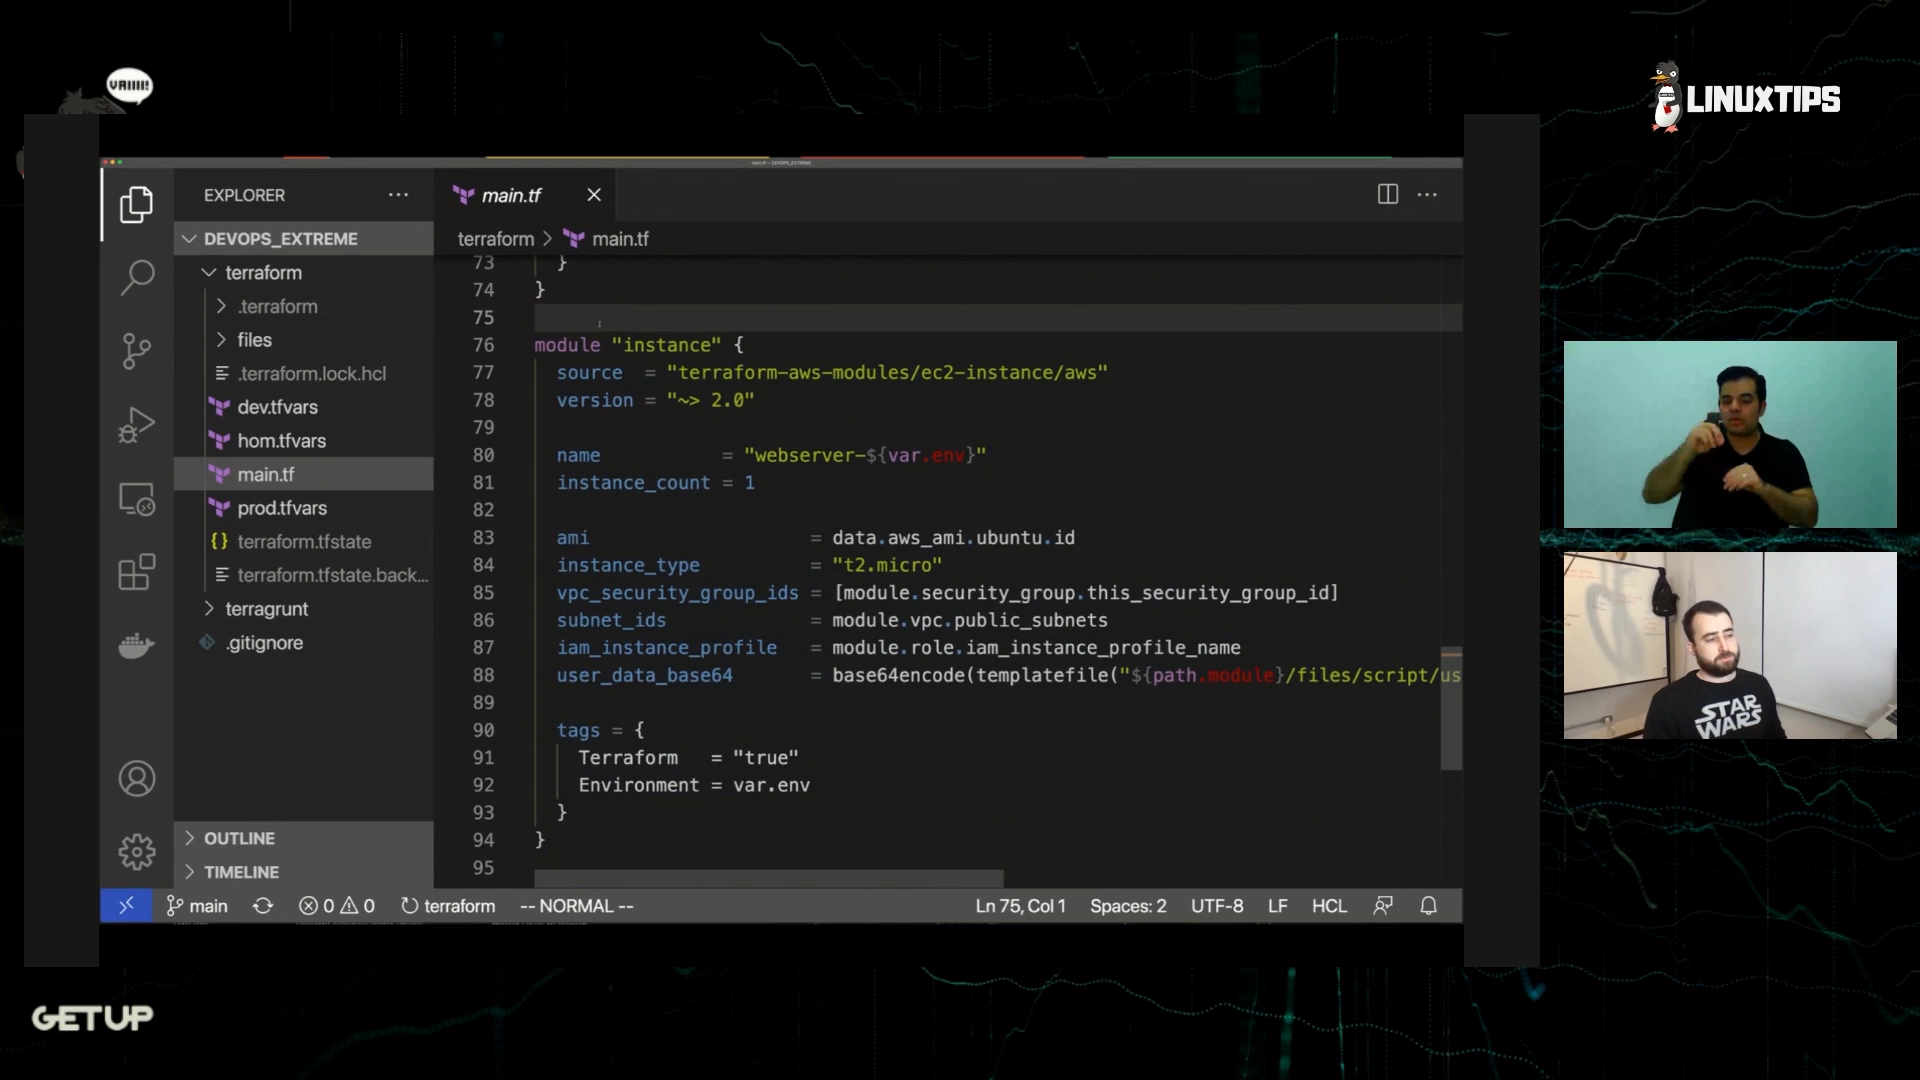 VAIIII!
LINUXTIPS
main.tf — DEVOPS_EXTREME
EXPLORER
main.tf
DEVOPS_EXTREME
terraform > main.tf
terraform
.terraform
files
.terraform.lock.hcl
dev.tfvars
hom.tfvars
main.tf
prod.tfvars
{} terraform.tfstate
terraform.tfstate.back...
terragrunt
.gitignore
OUTLINE
TIMELINE
73 }
74 }
75
76 module "instance" {
77 source = "terraform-aws-modules/ec2-instance/aws"
78 version = "~> 2.0"
79
80 name = "webserver-${var.env}"
81 instance_count = 1
82
83 ami = data.aws_ami.ubuntu.id
84 instance_type = "t2.micro"
85 vpc_security_group_ids = [module.security_group.this_security_group_id]
86 subnet_ids = module.vpc.public_subnets
87 iam_instance_profile = module.role.iam_instance_profile_name
88 user_data_base64 = base64encode(templatefile("${path.module}/files/script/us
89
90 tags = {
91 Terraform = "true"
92 Environment = var.env
93 }
94 }
95
main 0 0 terraform -- NORMAL -- Ln 75, Col 1 Spaces: 2 UTF-8 LF HCL
STAR
WARS
GETUP